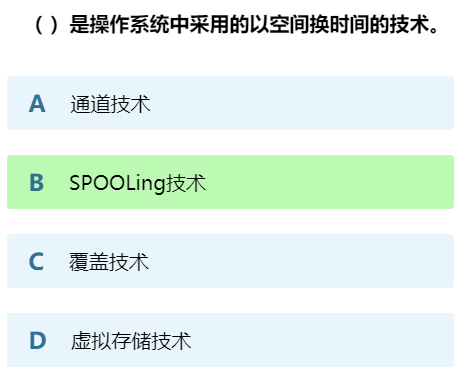 （ ）是操作系统中采用的以空间换时间的技术。
A 通道技术
B SPOOLing技术
C 覆盖技术
D 虚拟存储技术